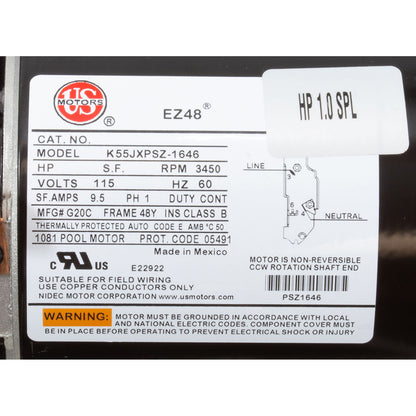 US
MOTORS
®
EZ48®
HP 1.0 SPL
CAT. NO.
MODEL K55JXPSZ-1646
HP S.F. RPM 3450
VOLTS 115 HZ 60
SF.AMPS 9.5 PH 1 DUTY CONT
MFG# G20C FRAME 48Y INS CLASS B
THERMALLY PROTECTED AUTO CODE E AMB °C 50
1081 POOL MOTOR PROT. CODE 05491
Made in Mexico
LINE
6
4
NEUTRAL
C RU US
E22922
MOTOR IS NON-REVERSIBLE
CCW ROTATION SHAFT END
SUITABLE FOR FIELD WIRING
USE COPPER CONDUCTORS ONLY
NIDEC MOTOR CORPORATION www.usmotors.com
PSZ1646
WARNING: MOTOR MUST BE INSTALLED IN ACCORDANCE WITH LOCAL
AND NATIONAL ELECTRIC CODES. COMPONENT COVER MUST
BE IN PLACE BEFORE OPERATING TO PREVENT ELECTRICAL SHOCK OR INJURY